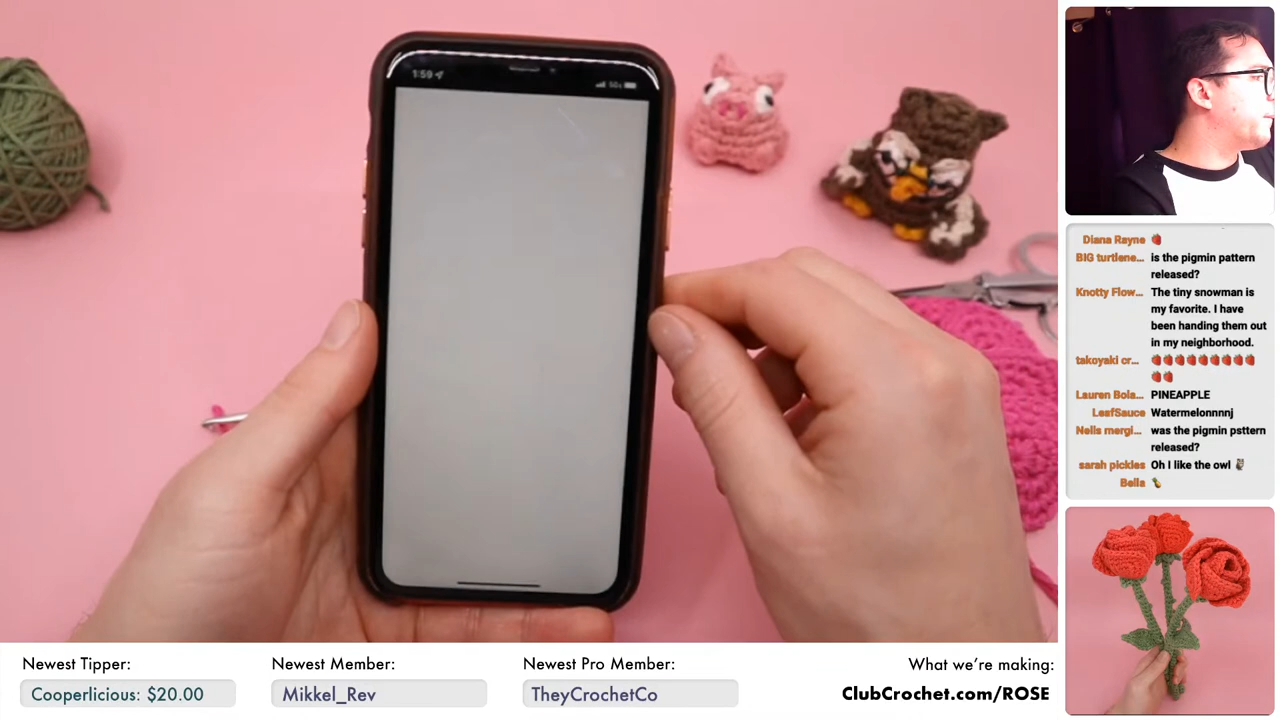 1:59
Diana Rayne 🍓
BIG turtlene… is the pigmin pattern
released?
Knotty Flow… The tiny snowman is
my favorite. I have
been handing them out
in my neighborhood.
takoyaki cr… 🍓🍓🍓🍓🍓🍓🍓🍓
🍓🍓
Lauren Bola… PINEAPPLE
LeafSauce Watermelonnnnj
Nells mergi… was the pigmin psttern
released?
sarah pickles Oh I like the owl 🦉
Bella 🍍
Newest Tipper:
Cooperlicious: $20.00
Newest Member:
Mikkel_Rev
Newest Pro Member:
TheyCrochetCo
What we're making:
ClubCrochet.com/ROSE